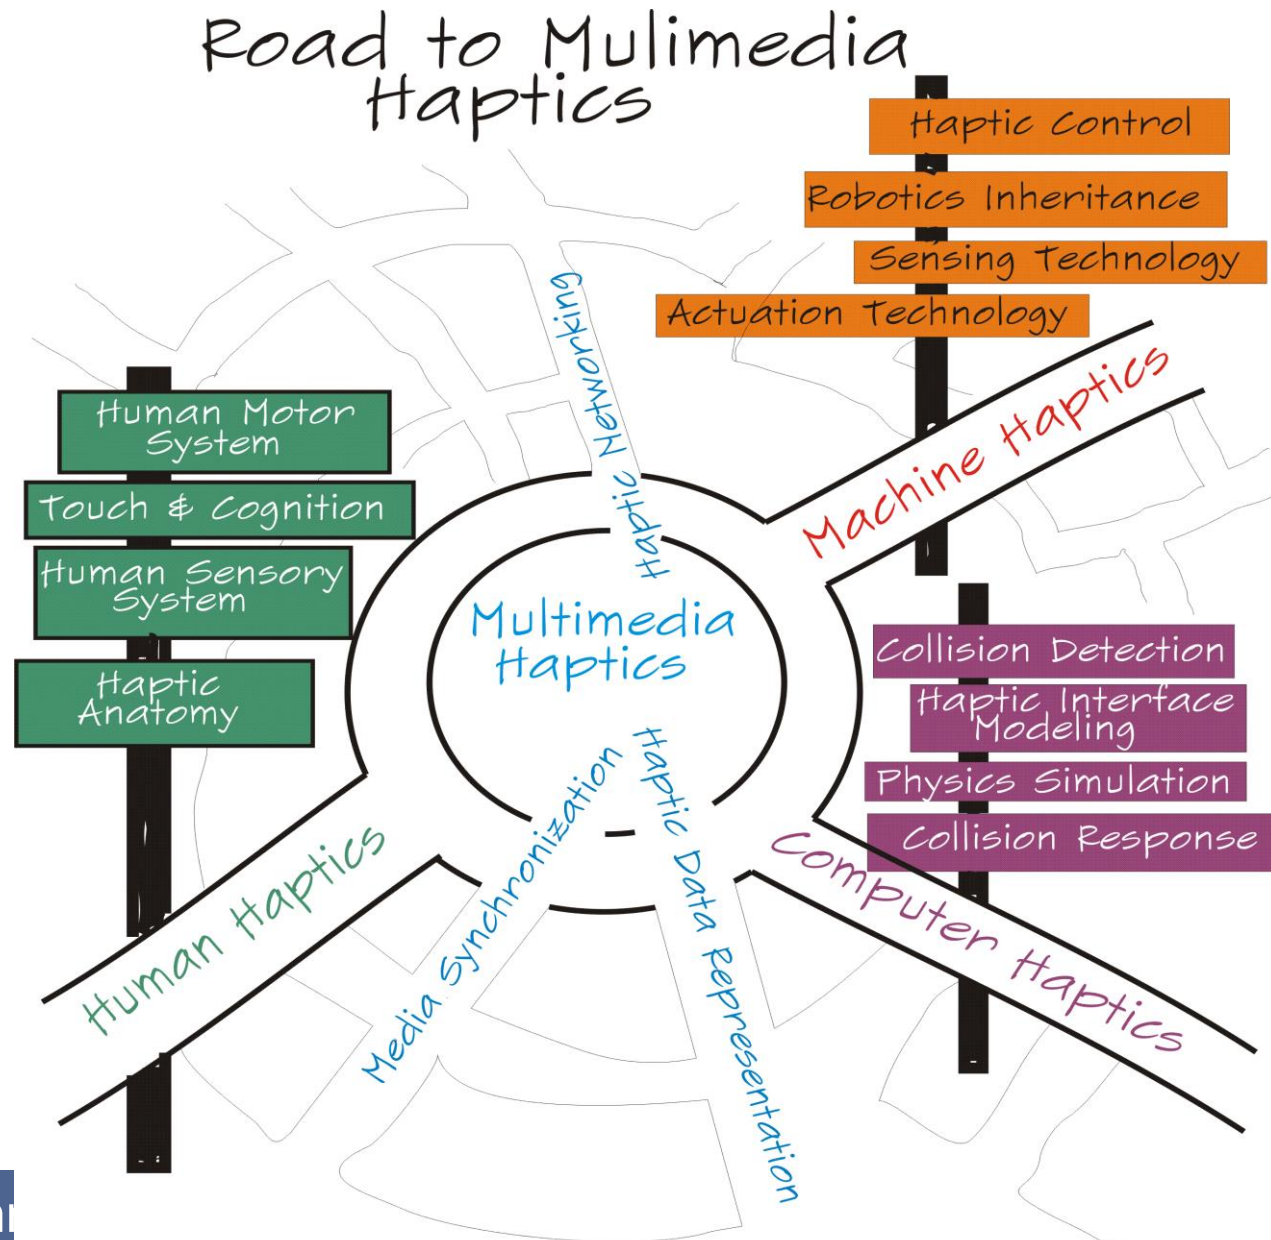 Road to Mulimedia
Haptics
Haptic Control
Robotics Inheritance
Sensing Technology
Actuation Technology
Machine Haptics
Haptic Networking
Human Motor
System
Touch & Cognition
Human Sensory
System
Haptic
Anatomy
Human Haptics
Multimedia
Haptics
Media Synchronization
Haptic Data Representation
Collision Detection
Haptic Interface
Modeling
Physics Simulation
Collision Response
Computer Haptics